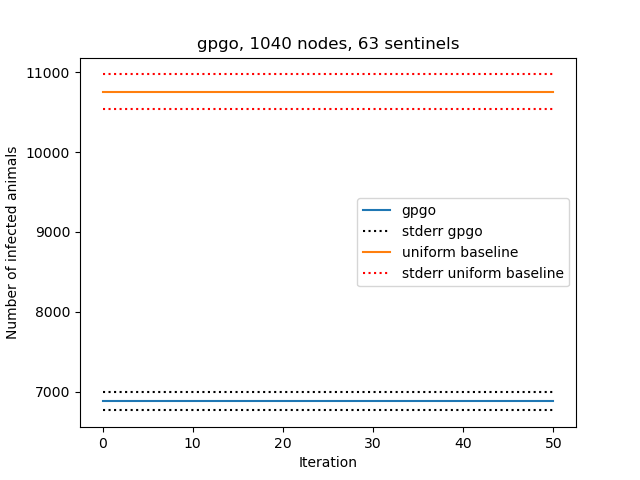 gpgo, 1040 nodes, 63 sentinels
Number of infected animals
11000
10000
9000
8000
7000
gpgo
stderr gpgo
uniform baseline
stderr uniform baseline
0 10 20 30 40 50
Iteration